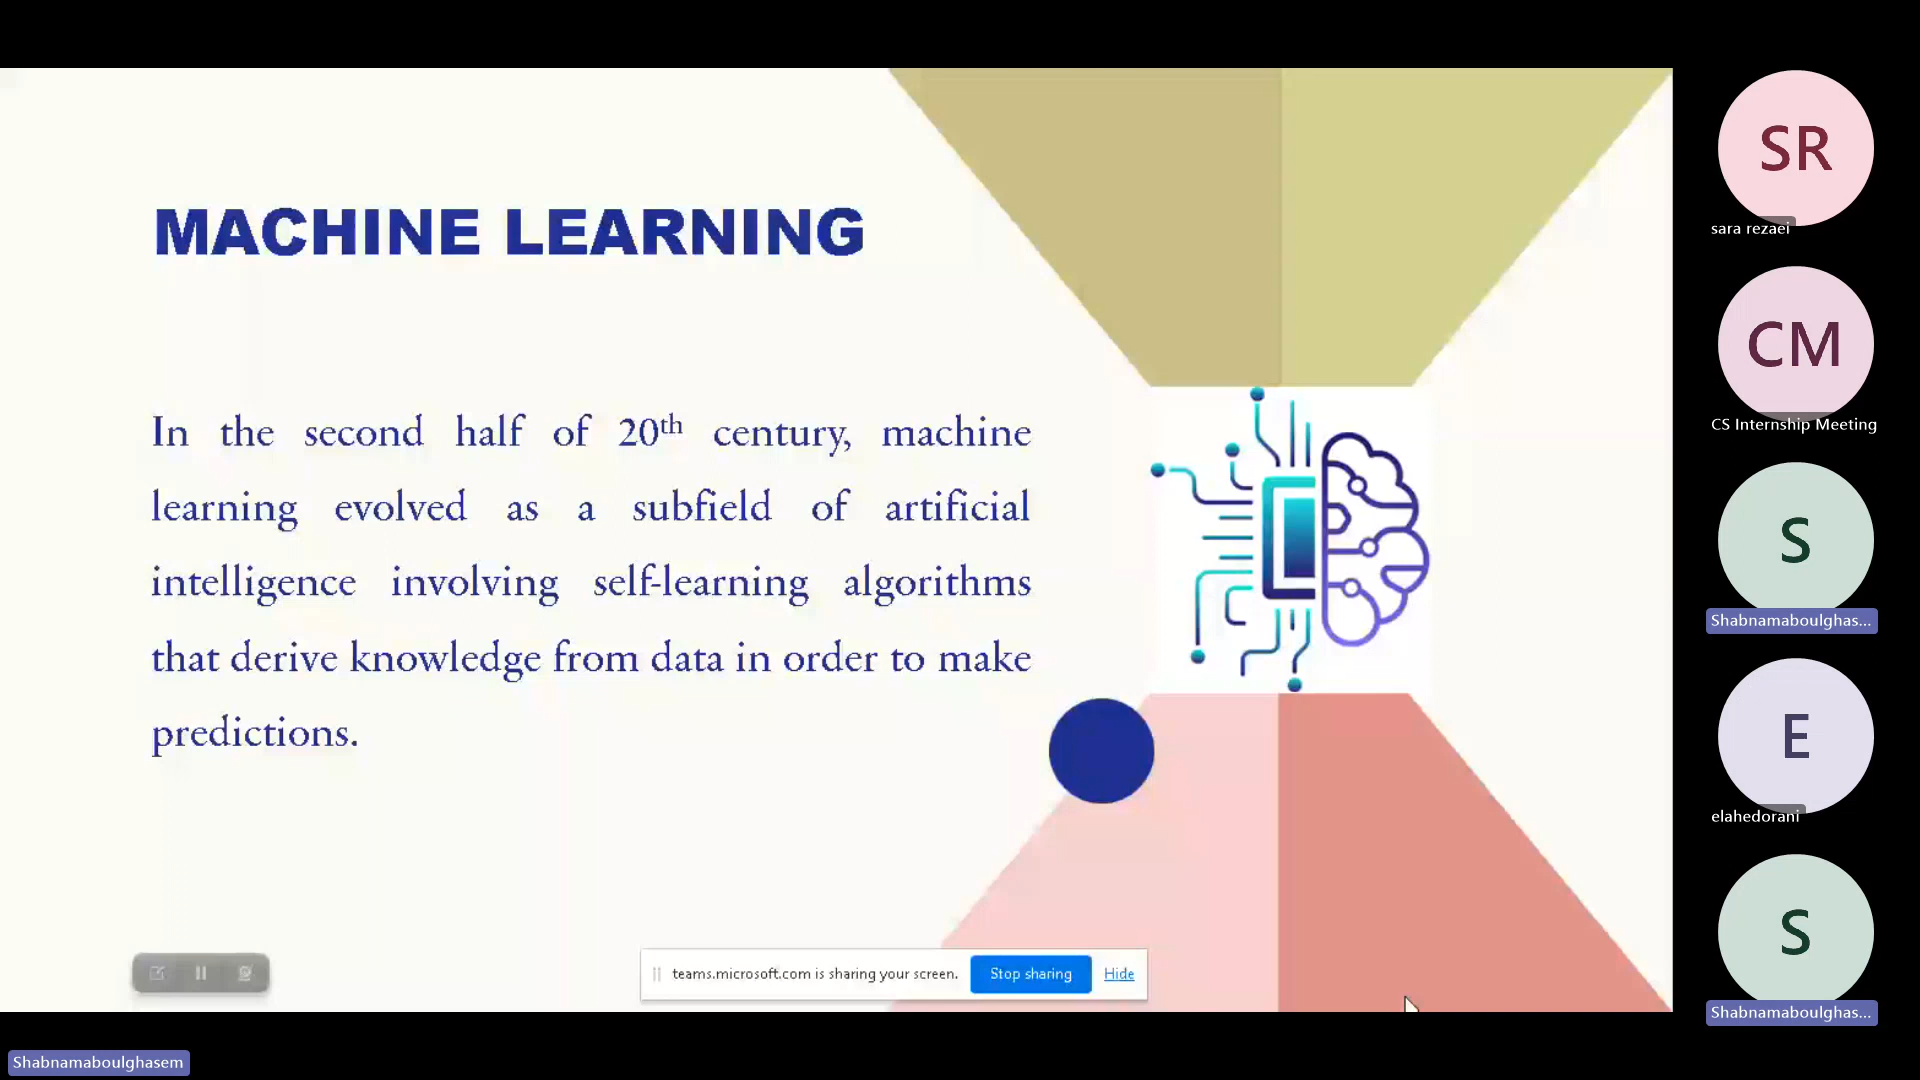 MACHINE LEARNING
In the second half of 20th century, machine
learning evolved as a subfield of artificial
intelligence involving self-learning algorithms
that derive knowledge from data in order to make
predictions.
teams.microsoft.com is sharing your screen. Stop sharing Hide
SR
sara rezaei
CM
CS Internship Meeting
S
Shabnamaboulghas...
E
elahedorani
S
Shabnamaboulghas...
Shabnamaboulghasem